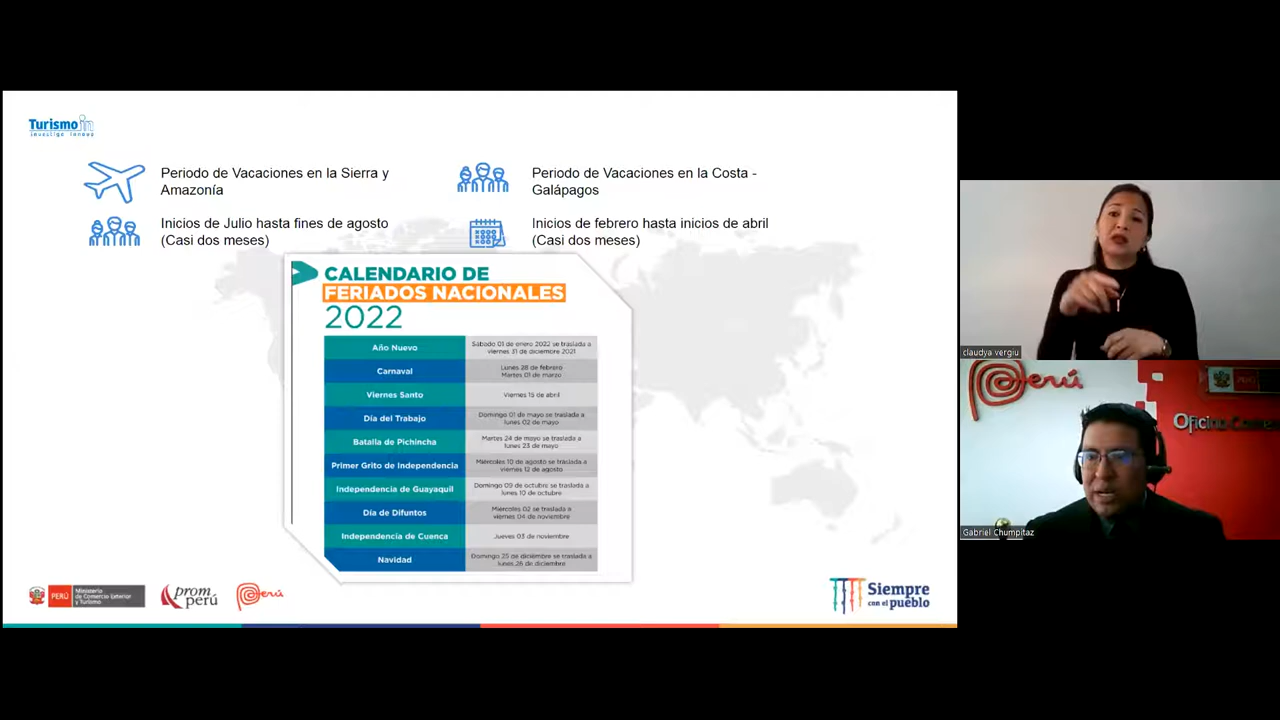 Turismo in
investiga innova
Periodo de Vacaciones en la Sierra y
Amazonía
Inicios de Julio hasta fines de agosto
(Casi dos meses)
Periodo de Vacaciones en la Costa -
Galápagos
Inicios de febrero hasta inicios de abril
(Casi dos meses)
CALENDARIO DE
FERIADOS NACIONALES
2022
Año Nuevo
Sábado 01 de enero 2022 se traslada a
viernes 31 de diciembre 2021
Carnaval
Lunes 28 de febrero
Martes 01 de marzo
Viernes Santo
Viernes 15 de abril
Día del Trabajo
Domingo 01 de mayo se traslada a
lunes 02 de mayo
Batalla de Pichincha
Martes 24 de mayo se traslada a
lunes 23 de mayo
Primer Grito de Independencia
Miércoles 10 de agosto se traslada a
viernes 12 de agosto
Independencia de Guayaquil
Domingo 09 de octubre se traslada a
lunes 10 de octubre
Día de Difuntos
Miércoles 02 se traslada a
viernes 04 de noviembre
Independencia de Cuenca
Jueves 03 de noviembre
Navidad
Domingo 25 de diciembre se traslada a
lunes 26 de diciembre
PERÚ
Ministerio
de Comercio Exterior
y Turismo
prom
perú
Perú
Siempre
con el pueblo
claudya vergiu
Perú
Oficina
Gabriel Chumpitaz